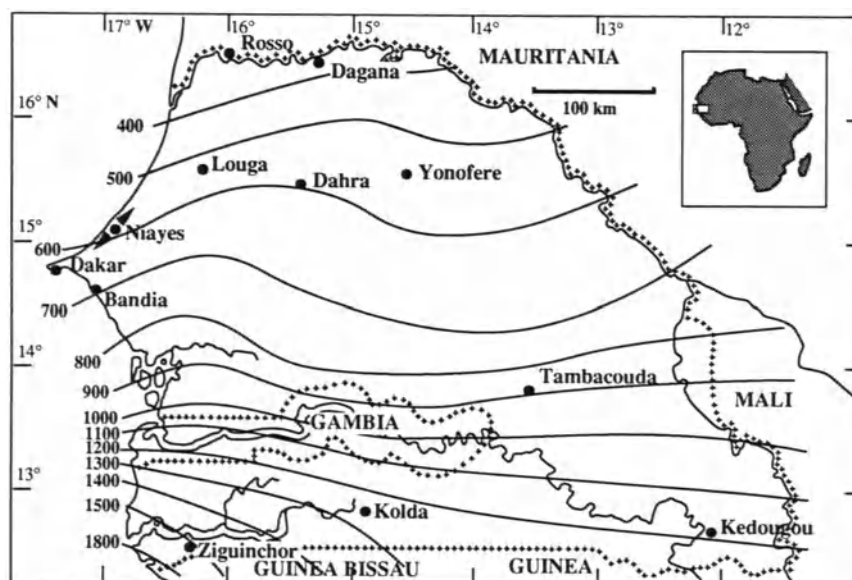 17° W 16° 15° 14° 13° 12°
Rosso
MAURITANIA
Dagana
100 km
16° N
400
Louga
Yonofere
500
Dahra
15°
Niayes
600
Dakar
Bandia
700
14°
800
Tambacouda
900
MALI
1000
GAMBIA
1100
1200
13°
1300
1400
Kolda
1500
Kedougou
1800
Ziguinchor
GUINEA BISSAU GUINEA